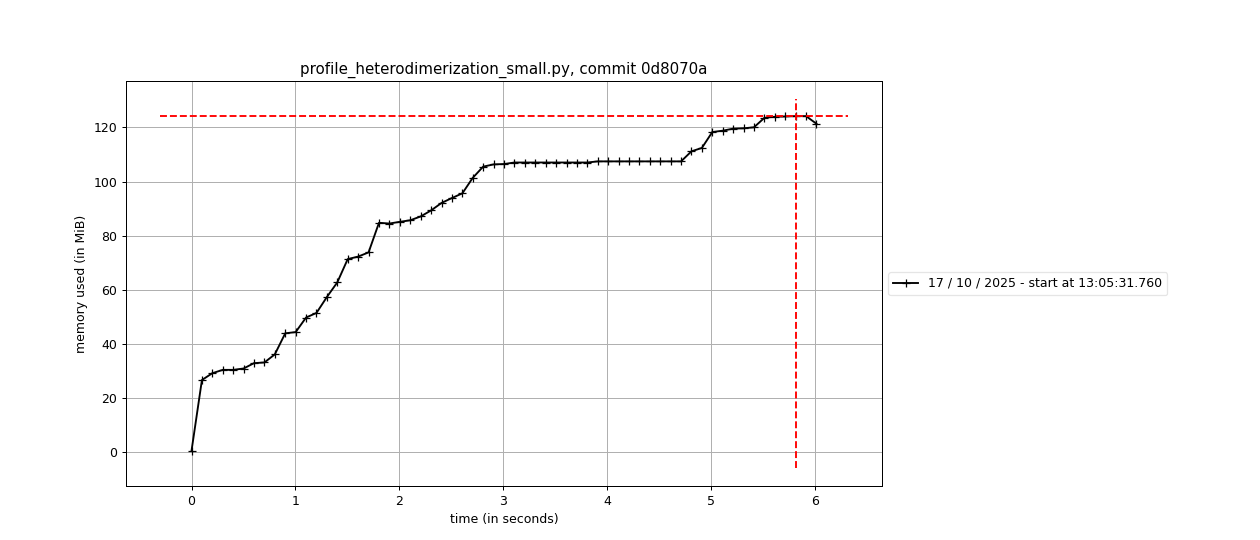 profile_heterodimerization_small.py, commit 0d8070a
120
100
80
60
40
20
0
memory used (in MiB)
0 1 2 3 4 5 6
time (in seconds)
17 / 10 / 2025 - start at 13:05:31.760